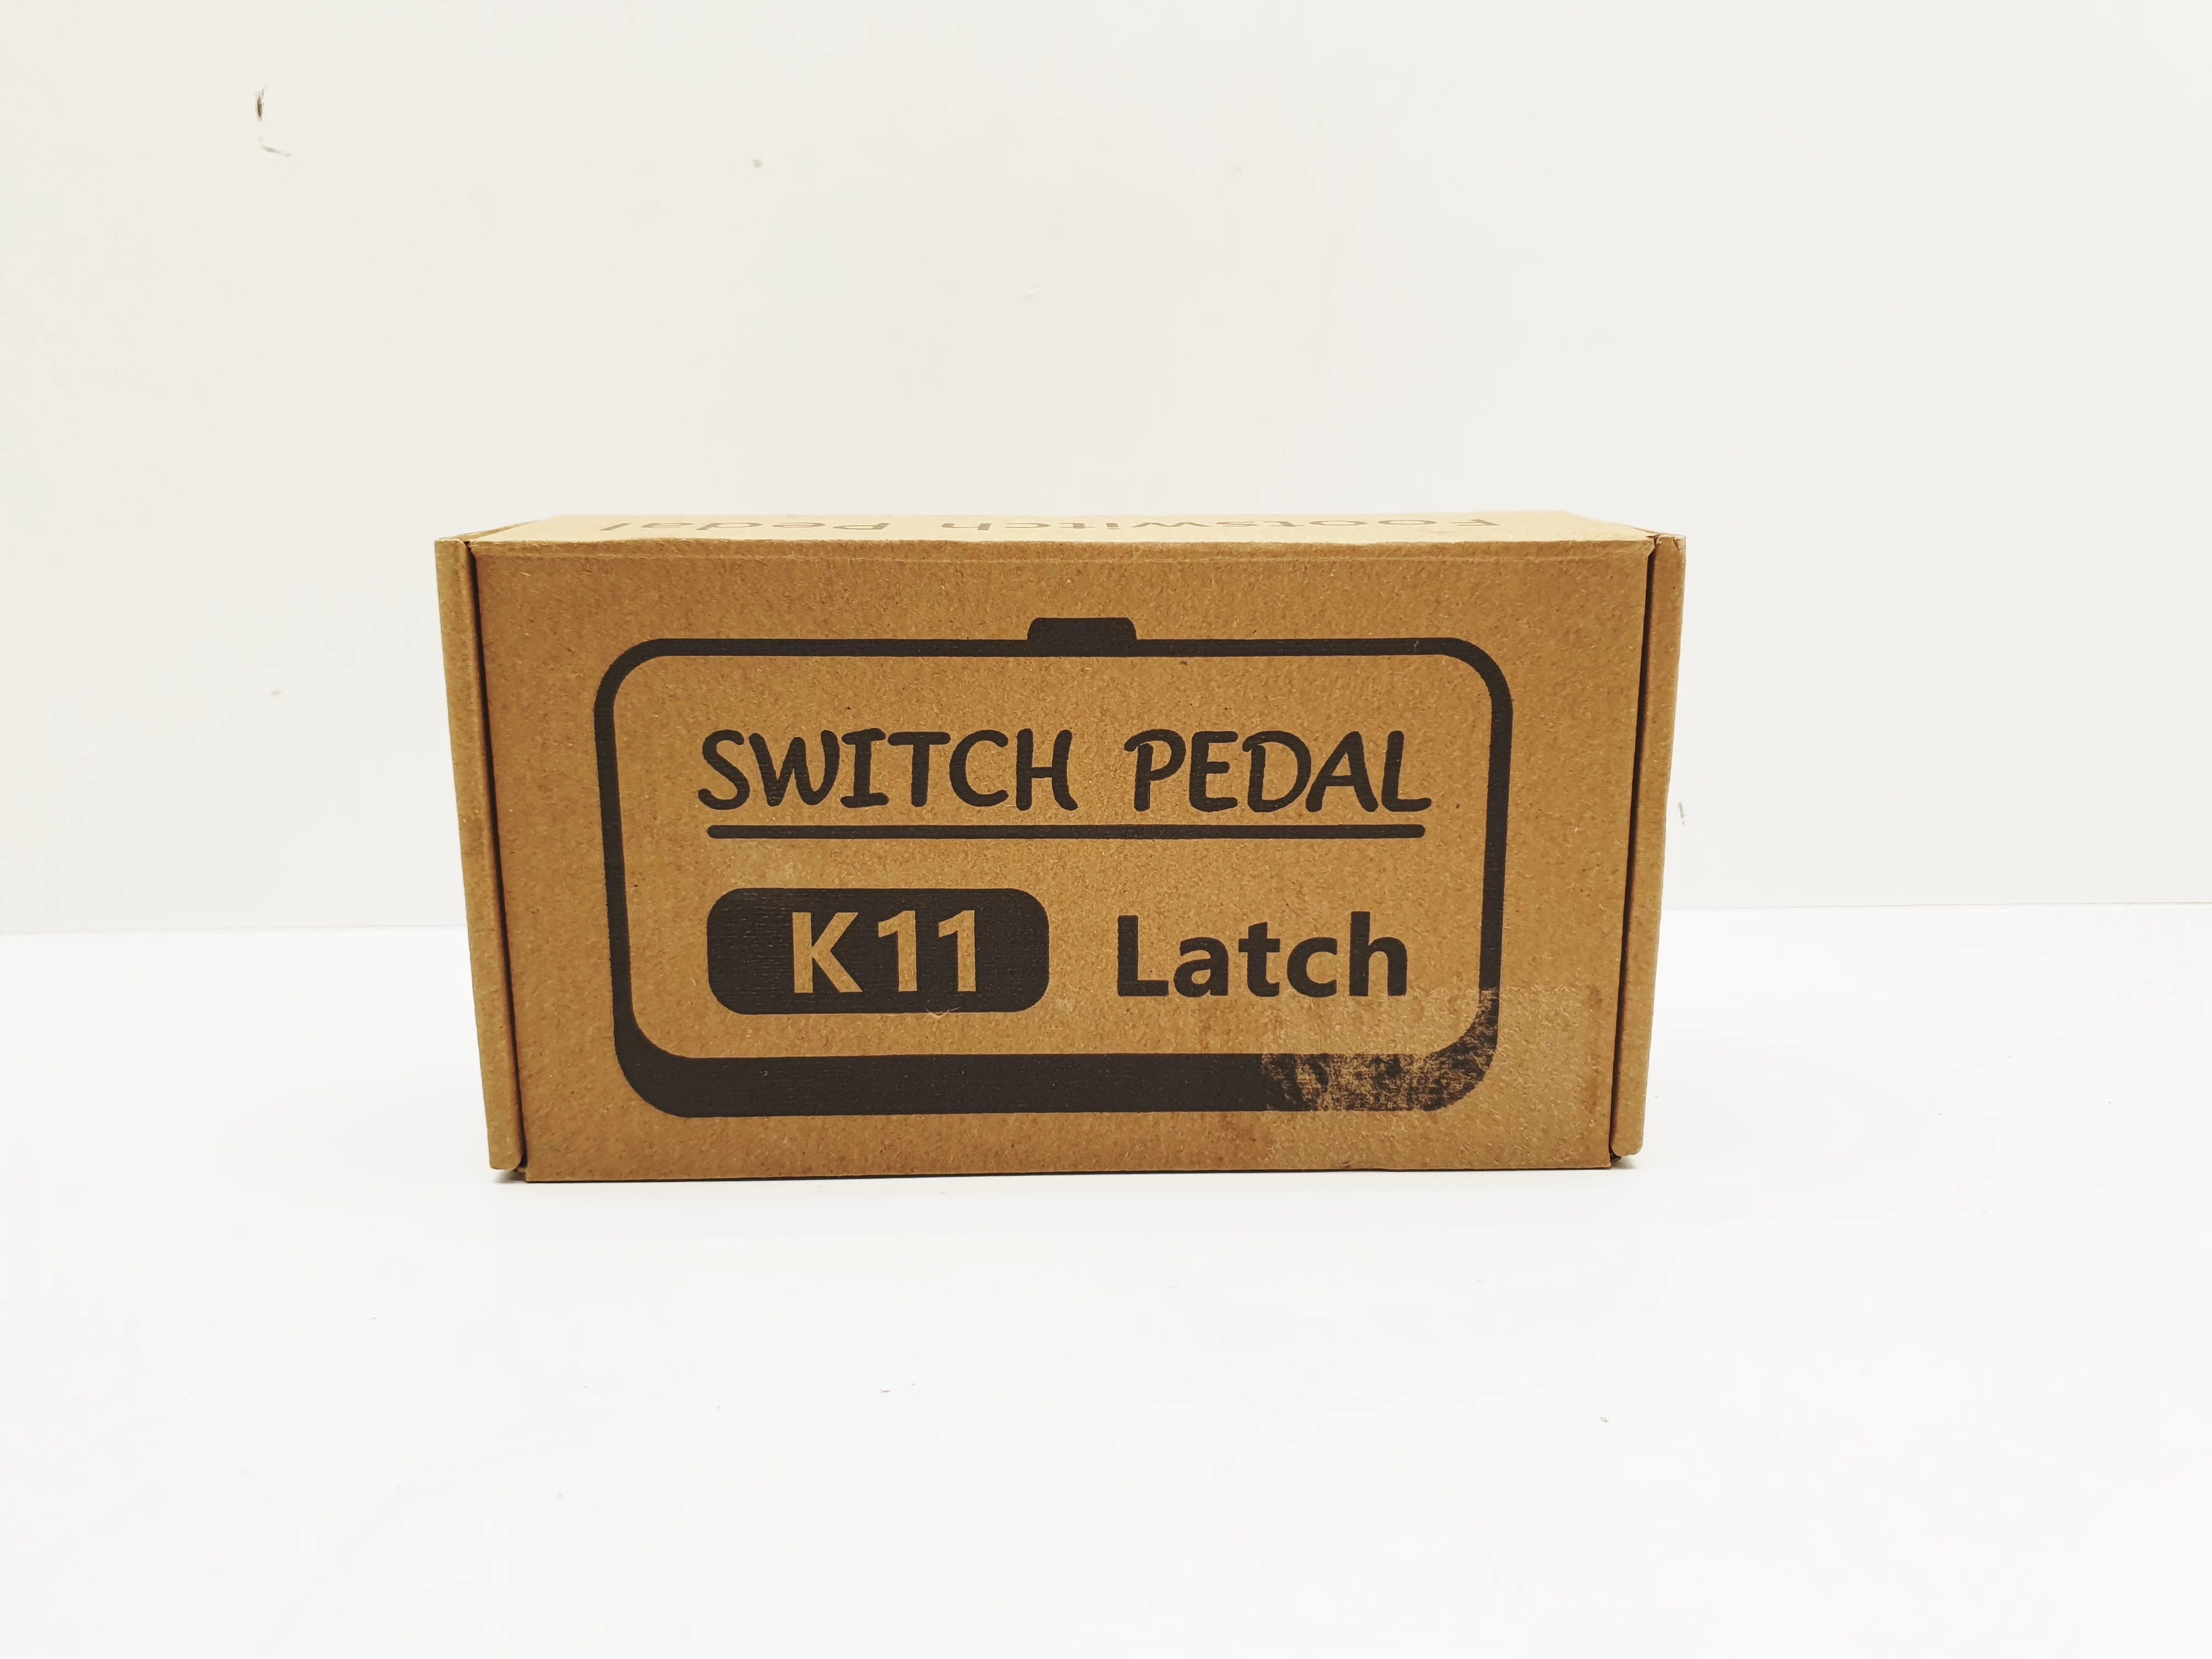 Footswitch Pedal
SWITCH PEDAL
K11 Latch